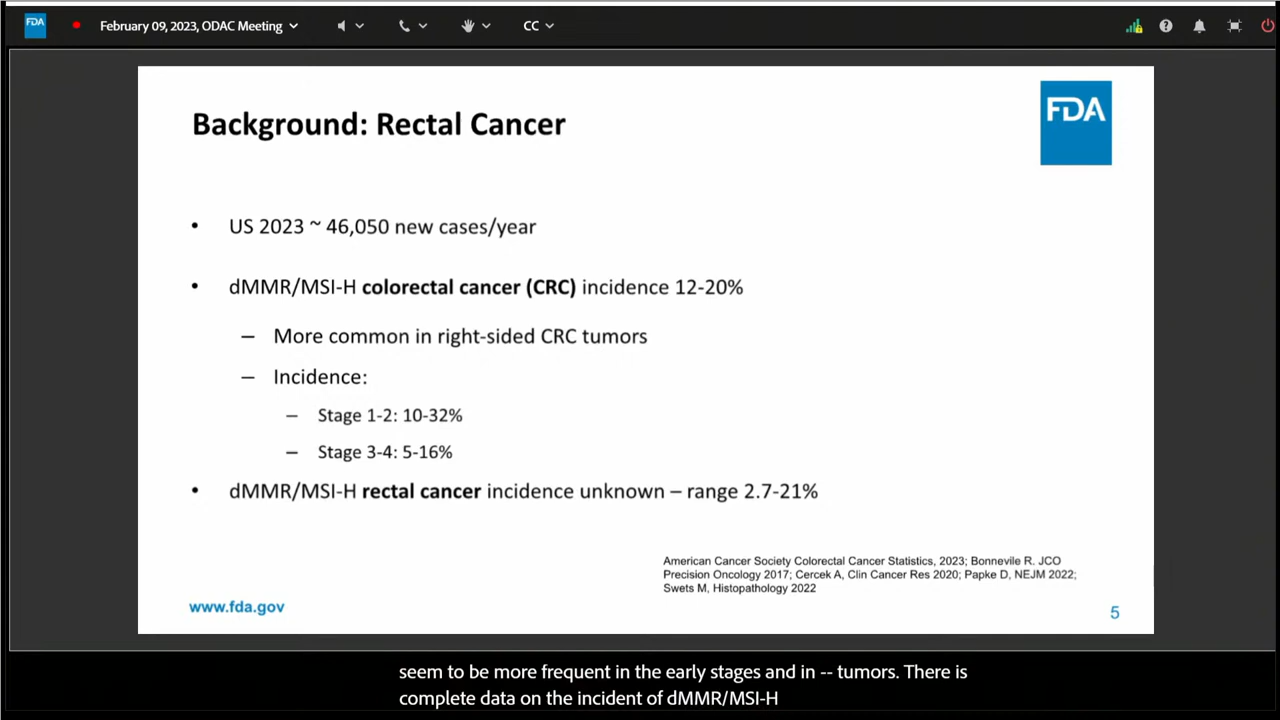 FDA
February 09, 2023, ODAC Meeting
CC
FDA
Background: Rectal Cancer
• US 2023 ~ 46,050 new cases/year
• dMMR/MSI-H colorectal cancer (CRC) incidence 12-20%
– More common in right-sided CRC tumors
– Incidence:
– Stage 1-2: 10-32%
– Stage 3-4: 5-16%
• dMMR/MSI-H rectal cancer incidence unknown – range 2.7-21%
American Cancer Society Colorectal Cancer Statistics, 2023; Bonnevile R. JCO
Precision Oncology 2017; Cercek A, Clin Cancer Res 2020; Papke D, NEJM 2022;
Swets M, Histopathology 2022
www.fda.gov
5
seem to be more frequent in the early stages and in -- tumors. There is
complete data on the incident of dMMR/MSI-H